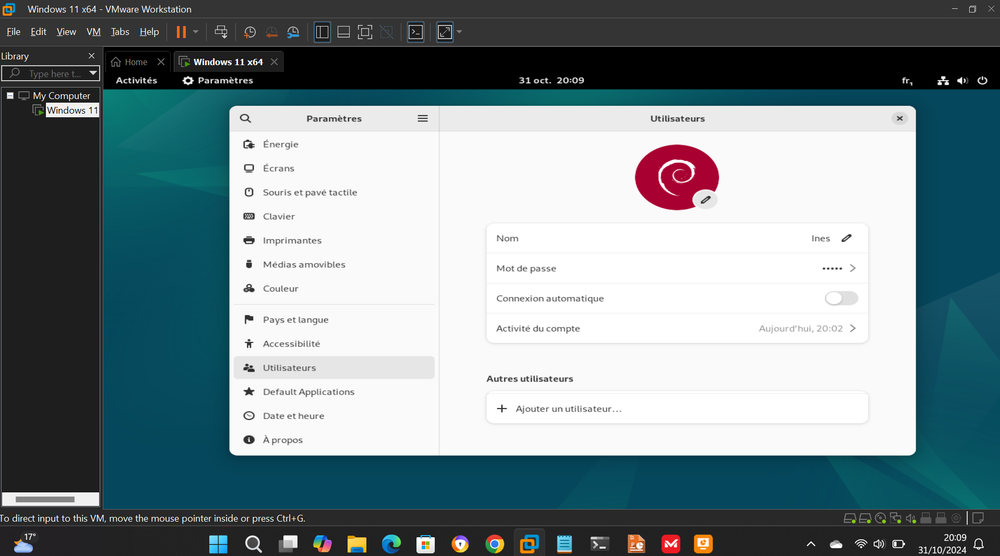 Windows 11 x64 - VMware Workstation
File Edit View VM Tabs Help
Library
Type here t...
My Computer
Windows 11
Home
Windows 11 x64
Activités Paramètres 31 oct. 20:09 fr₁
Paramètres
Énergie
Écrans
Souris et pavé tactile
Clavier
Imprimantes
Médias amovibles
Couleur
Pays et langue
Accessibilité
Utilisateurs
Default Applications
Date et heure
À propos
Utilisateurs
Nom Ines
Mot de passe •••••
Connexion automatique
Activité du compte Aujourd'hui, 20:02
Autres utilisateurs
Ajouter un utilisateur…
To direct input to this VM, move the mouse pointer inside or press Ctrl+G.
17°
20:09
31/10/2024